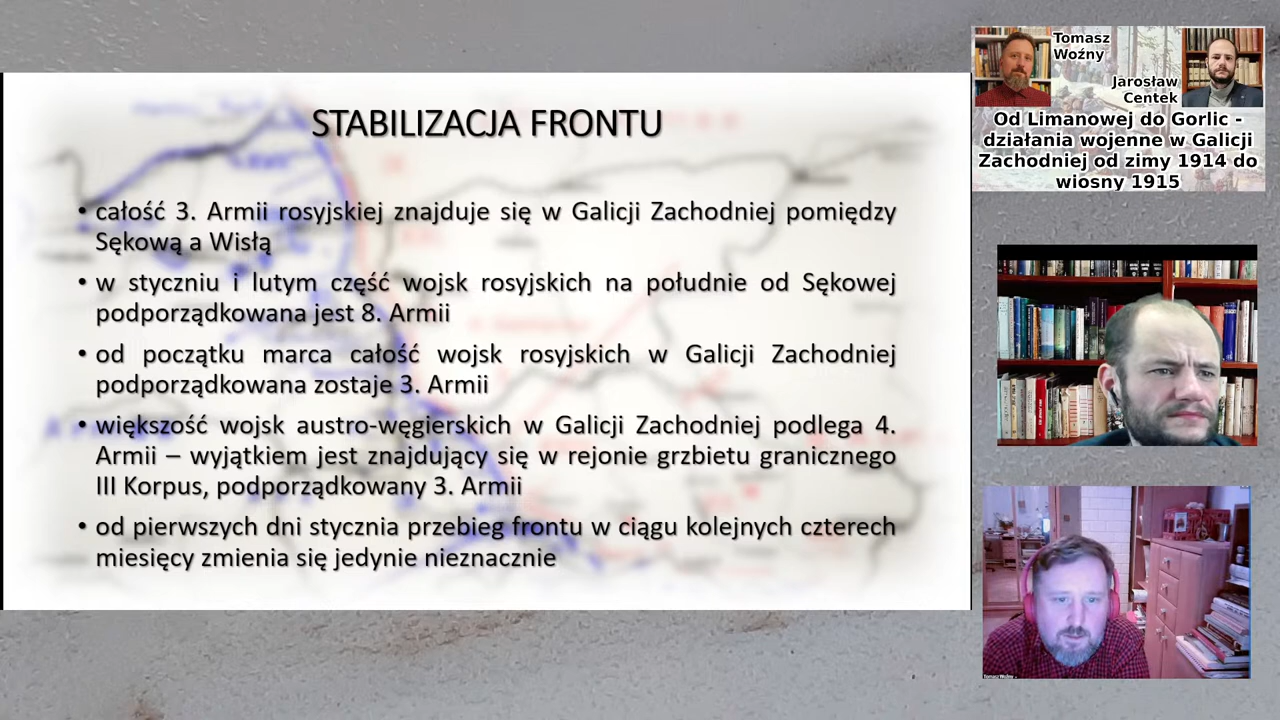 STABILIZACJA FRONTU
• całość 3. Armii rosyjskiej znajduje się w Galicji Zachodniej pomiędzy
Sękową a Wisłą
• w styczniu i lutym część wojsk rosyjskich na południe od Sękowej
podporządkowana jest 8. Armii
• od początku marca całość wojsk rosyjskich w Galicji Zachodniej
podporządkowana zostaje 3. Armii
• większość wojsk austro-węgierskich w Galicji Zachodniej podlega 4.
Armii – wyjątkiem jest znajdujący się w rejonie grzbietu granicznego
III Korpus, podporządkowany 3. Armii
• od pierwszych dni stycznia przebieg frontu w ciągu kolejnych czterech
miesięcy zmienia się jedynie nieznacznie
Tomasz
Woźny
Jarosław
Centek
Od Limanowej do Gorlic -
działania wojenne w Galicji
Zachodniej od zimy 1914 do
wiosny 1915
Tomasz Woźny